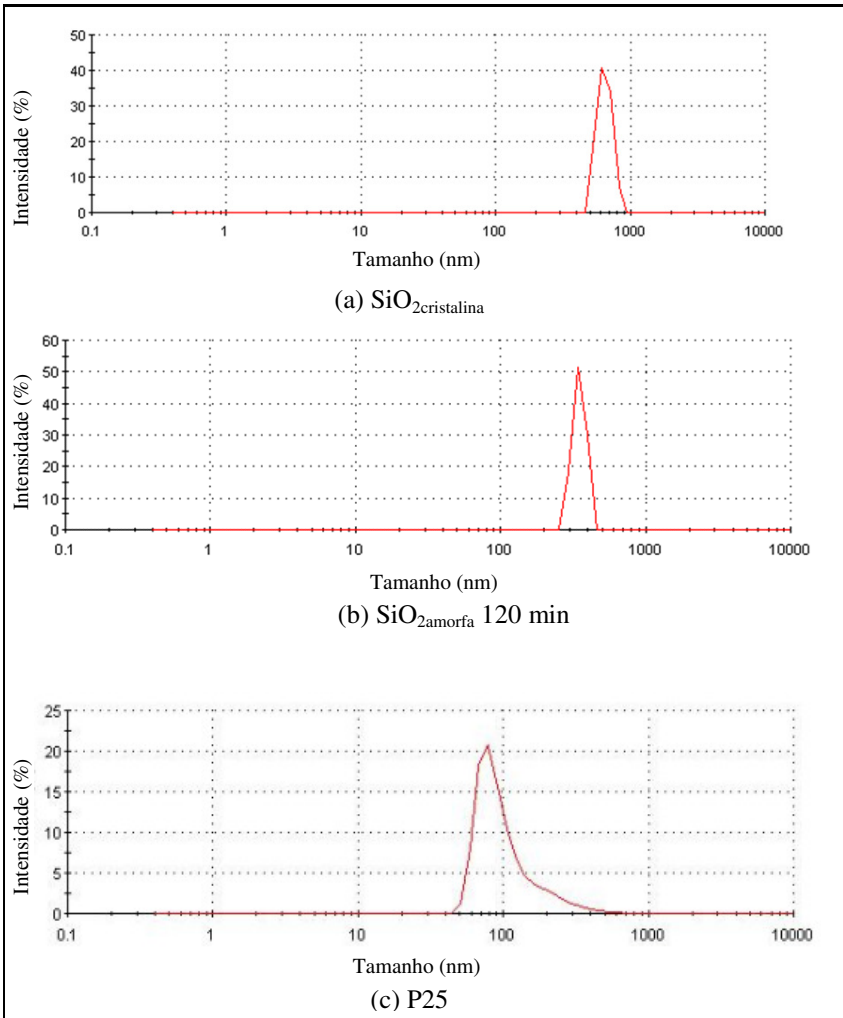 50
40
30
20
10
0
Intensidade (%)
0.1 1 10 100 1000 10000
Tamanho (nm)
(a) SiO2cristalina
60
50
40
30
20
10
0
Intensidade (%)
0.1 1 10 100 1000 10000
Tamanho (nm)
(b) SiO2amorfa 120 min
25
20
15
10
5
0
Intensidade (%)
0.1 1 10 100 1000 10000
Tamanho (nm)
(c) P25